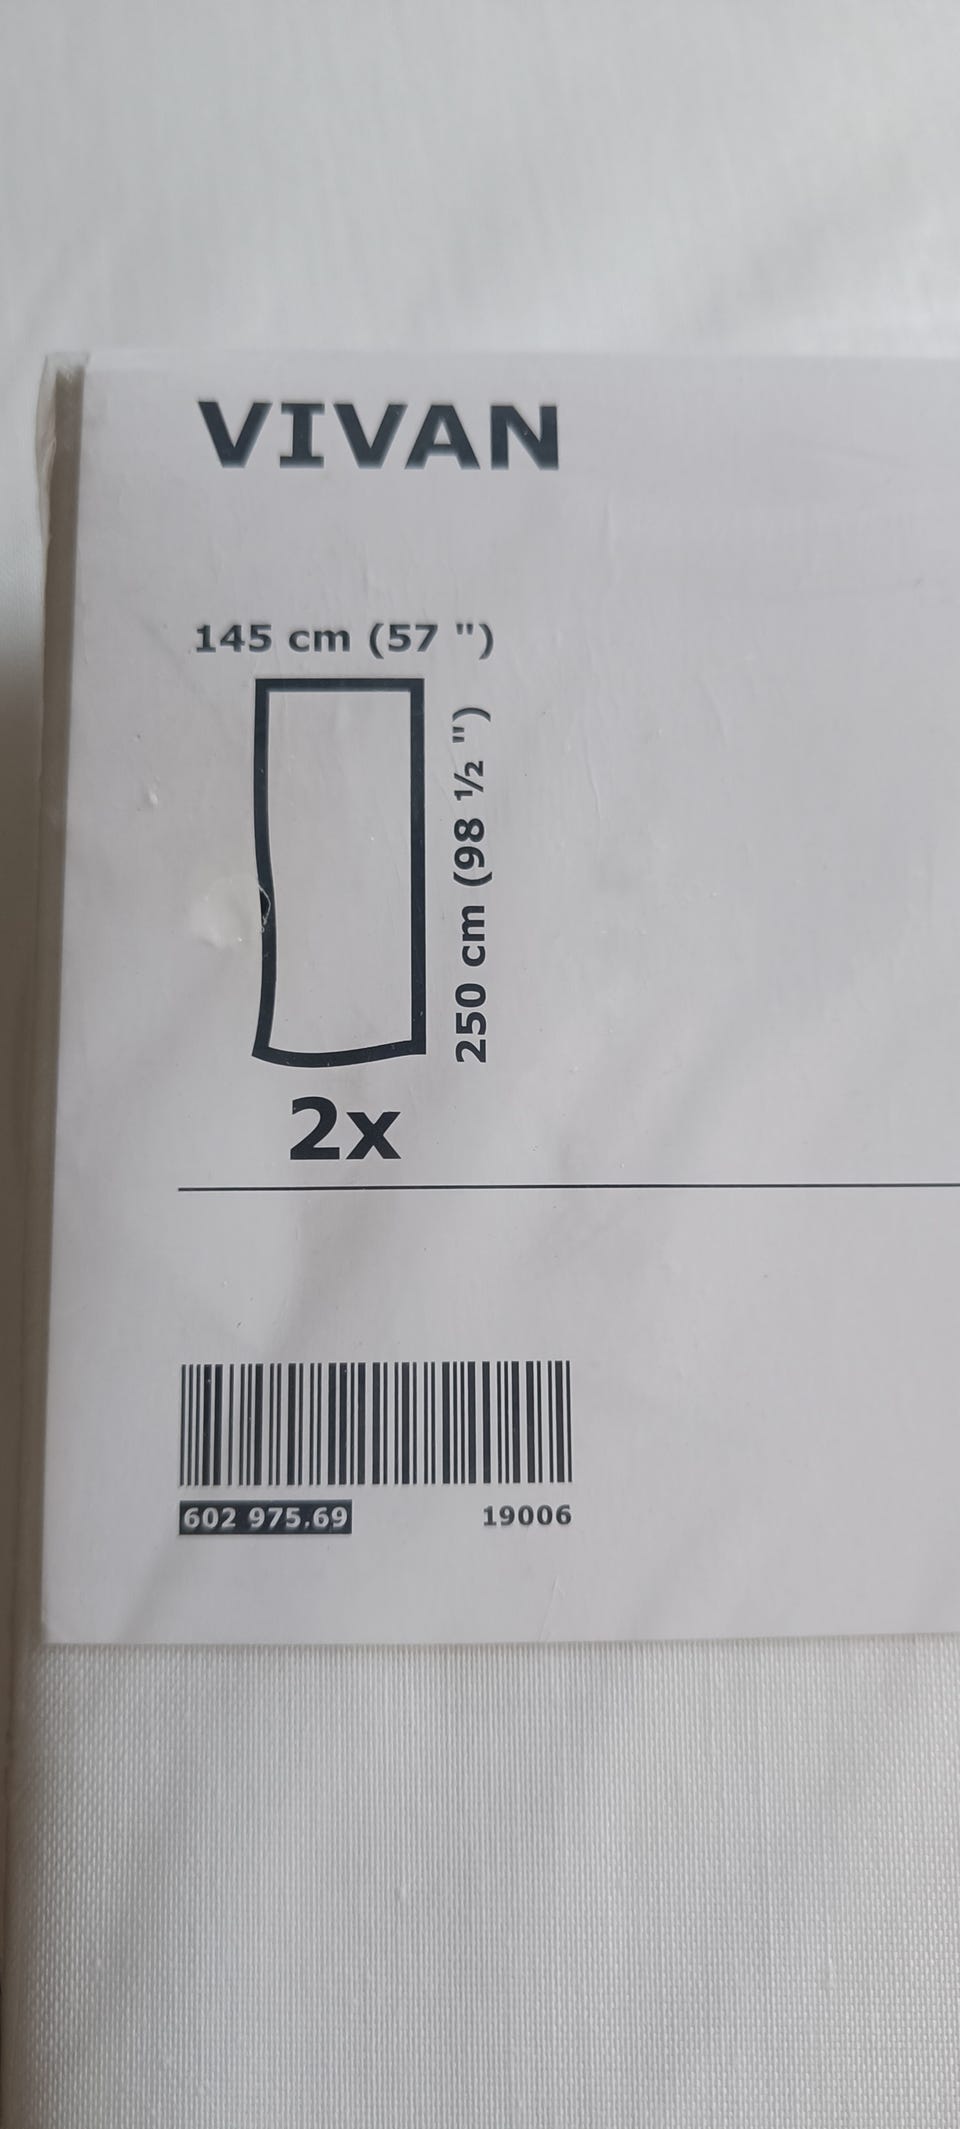 VIVAN
145 cm (57 ")
250 cm (98 ½ ")
2x
602 975.69
19006